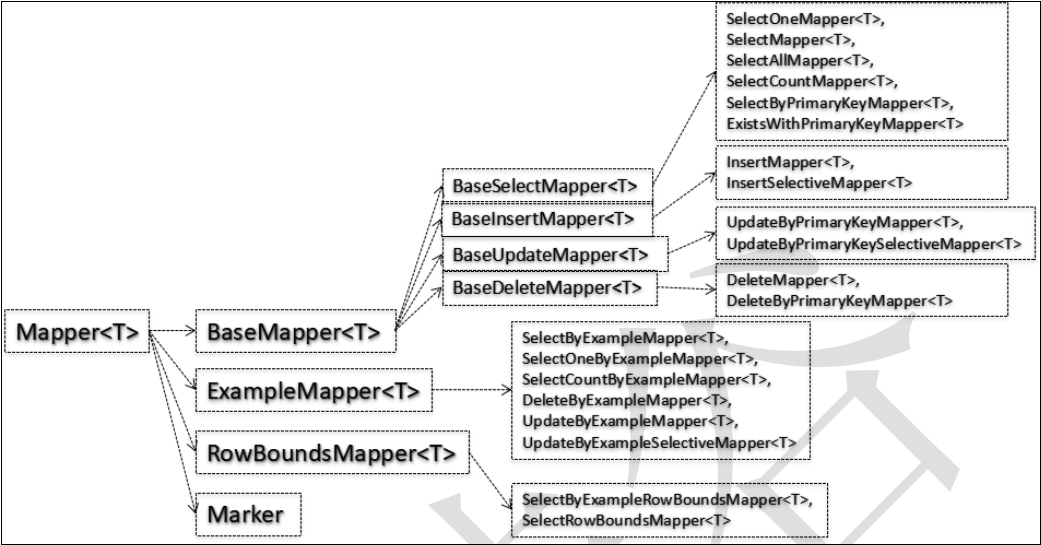 SelectOneMapper<T>,
SelectMapper<T>,
SelectAllMapper<T>,
SelectCountMapper<T>,
SelectByPrimaryKeyMapper<T>,
ExistsWithPrimaryKeyMapper<T>
BaseSelectMapper<T>
InsertMapper<T>,
InsertSelectiveMapper<T>
BaseInsertMapper<T>
UpdateByPrimaryKeyMapper<T>,
UpdateByPrimaryKeySelectiveMapper<T>
BaseUpdateMapper<T>
DeleteMapper<T>,
DeleteByPrimaryKeyMapper<T>
BaseDeleteMapper<T>
Mapper<T>
BaseMapper<T>
SelectByExampleMapper<T>,
SelectOneByExampleMapper<T>,
SelectCountByExampleMapper<T>,
DeleteByExampleMapper<T>,
UpdateByExampleMapper<T>,
UpdateByExampleSelectiveMapper<T>
ExampleMapper<T>
RowBoundsMapper<T>
SelectByExampleRowBoundsMapper<T>,
SelectRowBoundsMapper<T>
Marker